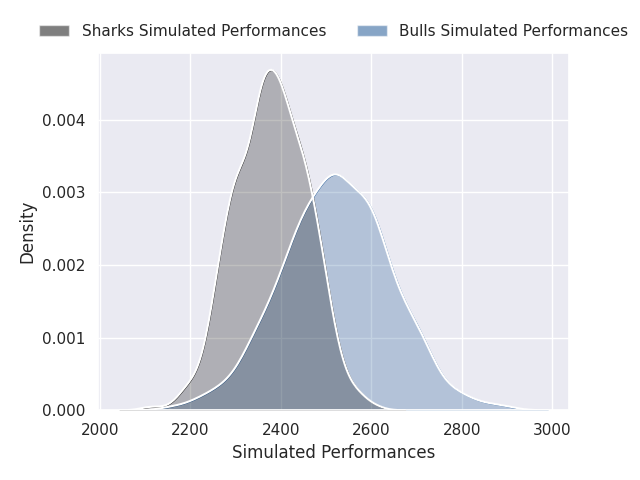 Sharks Simulated Performances Bulls Simulated Performances
0.004
0.003
0.002
0.001
0.000
Density
2000 2200 2400 2600 2800 3000
Simulated Performances